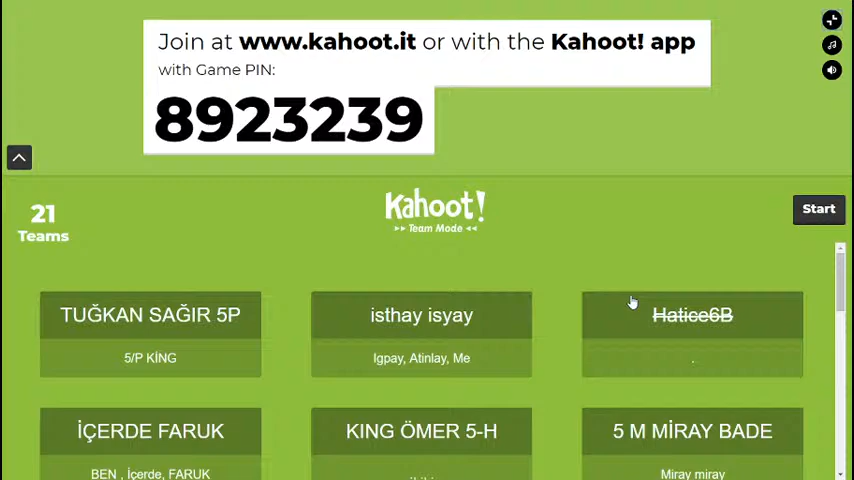 Join at www.kahoot.it or with the Kahoot! app
with Game PIN:
8923239
21
Teams
Kahoot!
Team Mode
Start
TUĞKAN SAĞIR 5P
isthay isyay
Hatice6B
5/P KİNG
Igpay, Atinlay, Me
.
İÇERDE FARUK
KING ÖMER 5-H
5 M MİRAY BADE
BEN , İçerde, FARUK
Miray miray